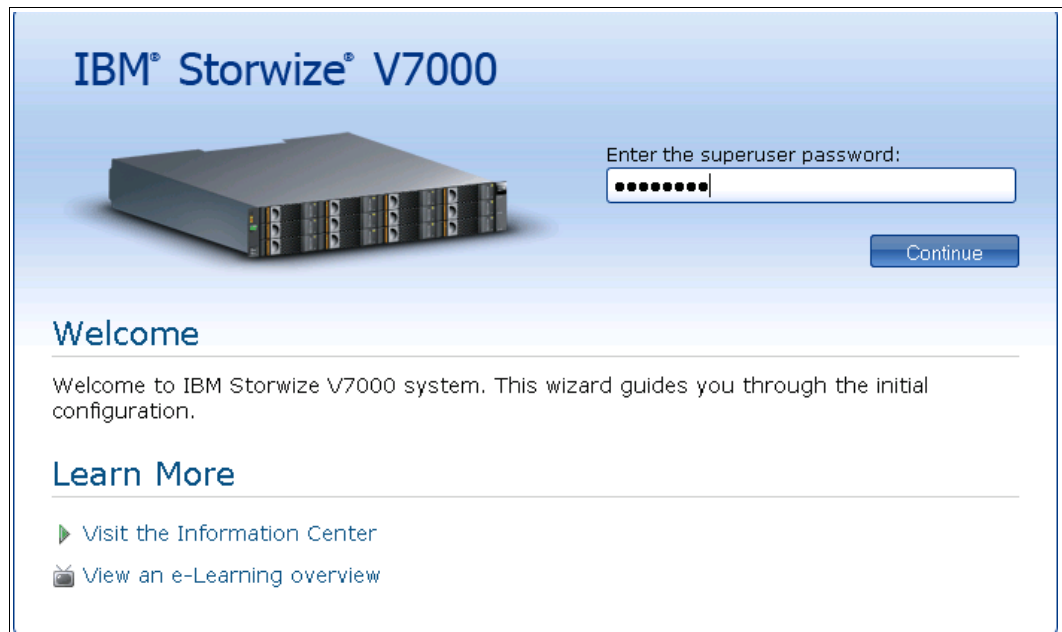 IBM® Storwize® V7000
Enter the superuser password:
●●●●●●●●
Continue
Welcome
Welcome to IBM Storwize V7000 system. This wizard guides you through the initial
configuration.
Learn More
Visit the Information Center
View an e-Learning overview